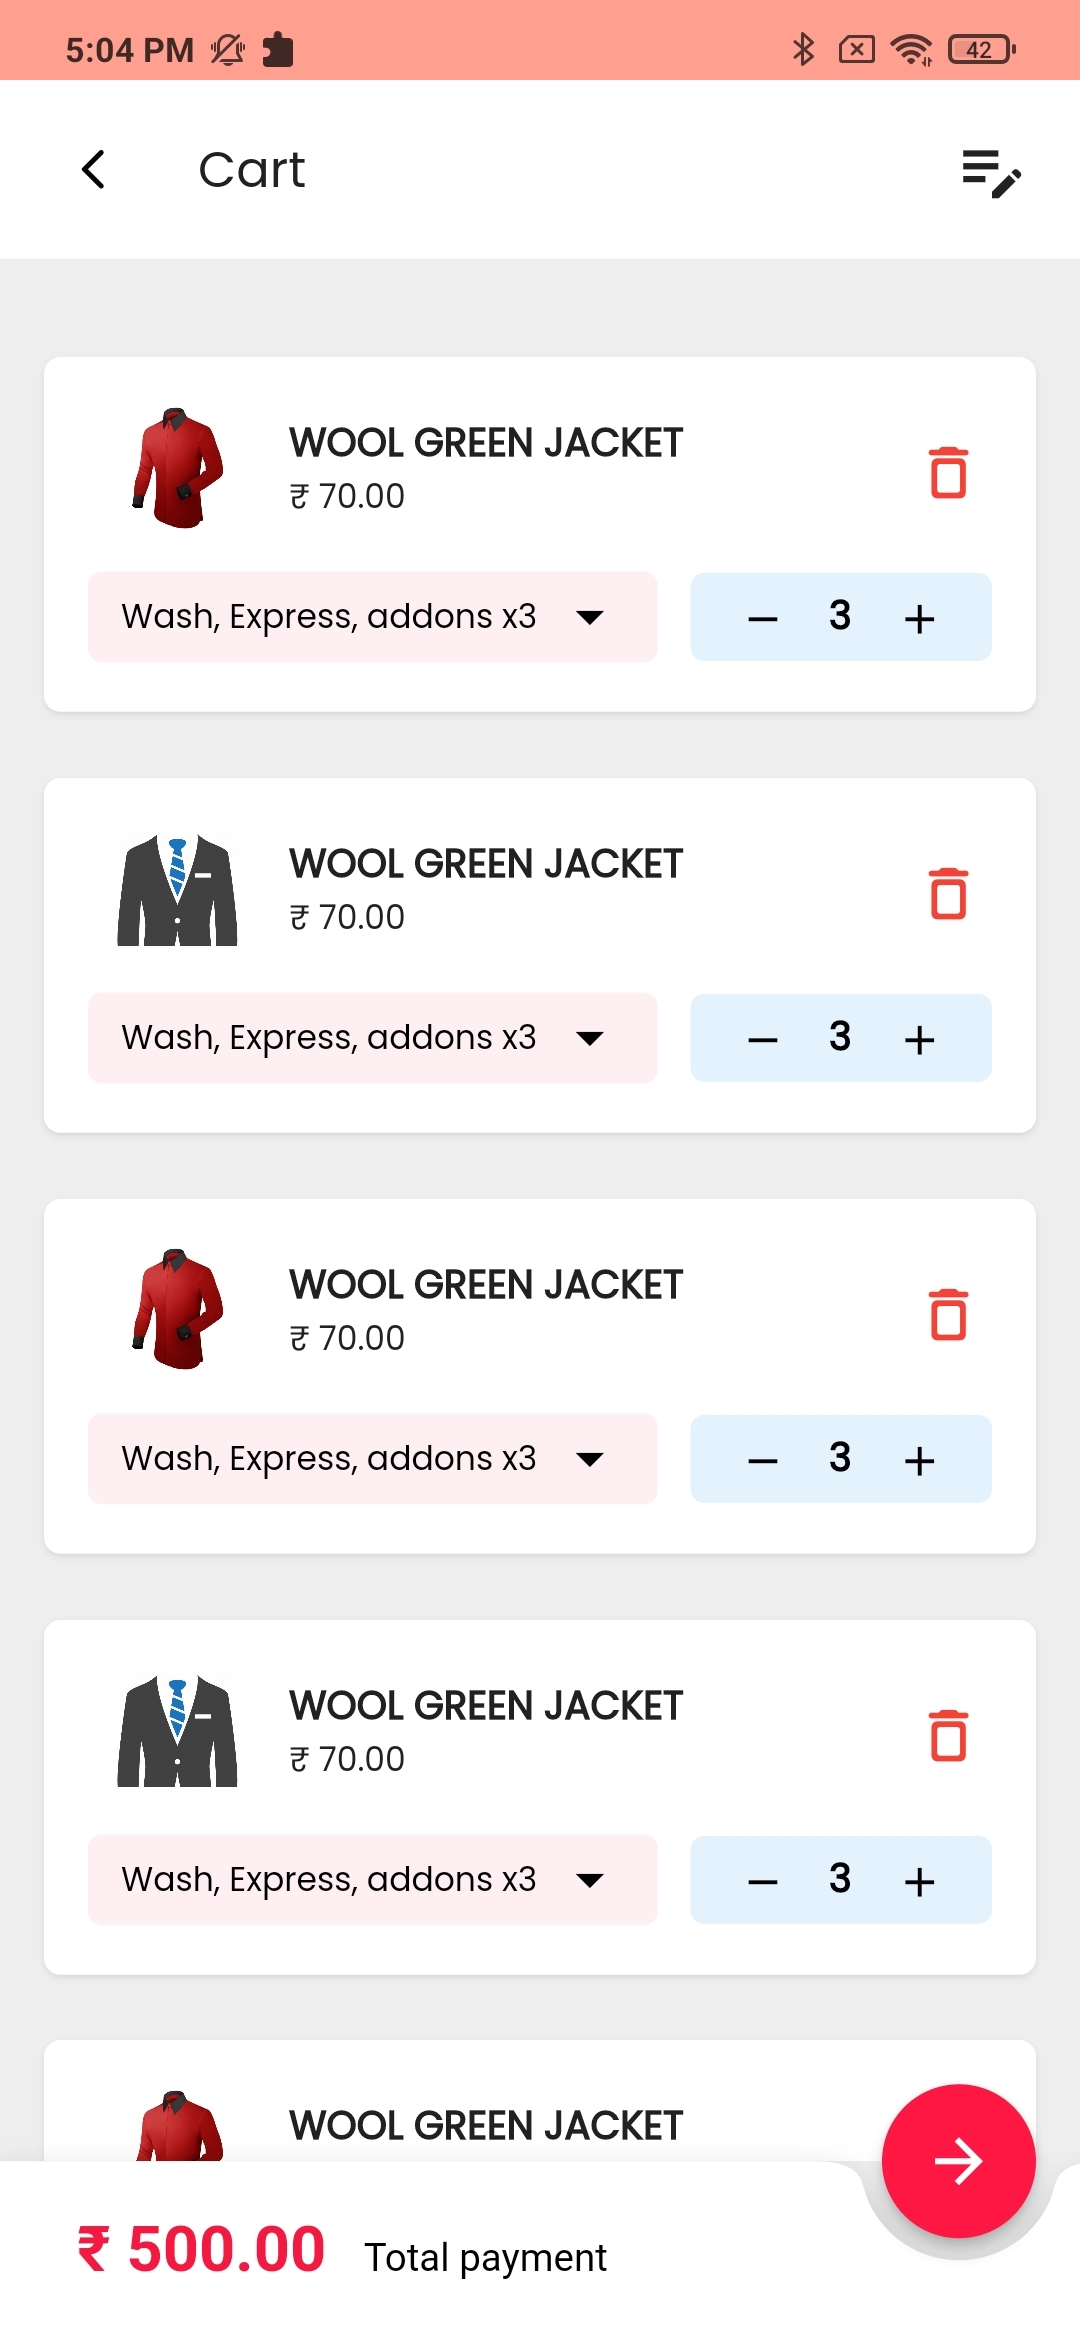 5:04 PM
42
Cart
WOOL GREEN JACKET
₹ 70.00
Wash, Express, addons x3
3
WOOL GREEN JACKET
₹ 70.00
Wash, Express, addons x3
3
WOOL GREEN JACKET
₹ 70.00
Wash, Express, addons x3
3
WOOL GREEN JACKET
₹ 70.00
Wash, Express, addons x3
3
WOOL GREEN JACKET
₹ 500.00 Total payment